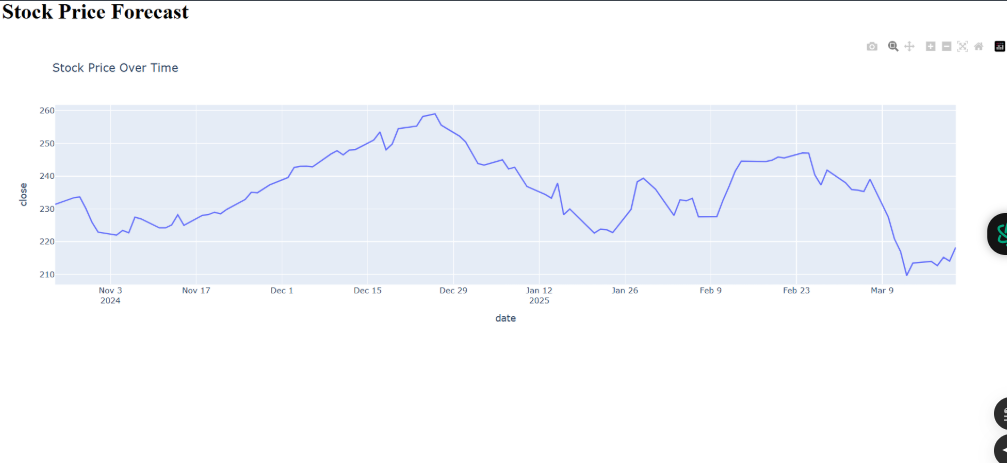 Stock Price Forecast
Stock Price Over Time
260
250
240
230
220
210
close
Nov 3
2024
Nov 17
Dec 1
Dec 15
Dec 29
Jan 12
2025
Jan 26
Feb 9
Feb 23
Mar 9
date